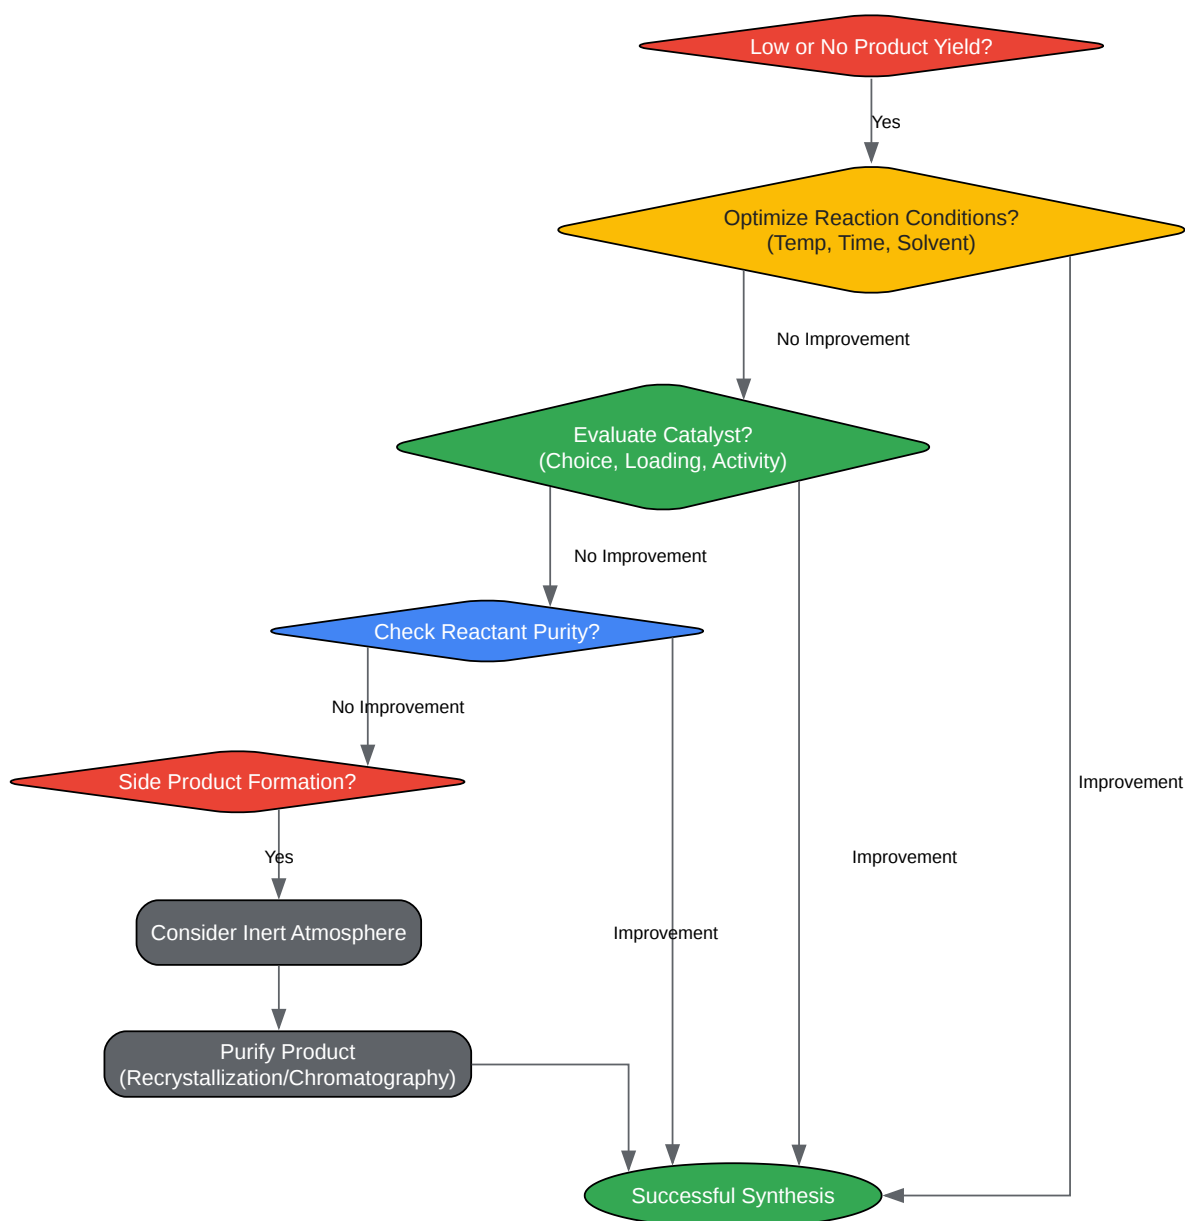 Low or No Product Yield?
Yes
Optimize Reaction Conditions?
(Temp, Time, Solvent)
No Improvement
Evaluate Catalyst?
(Choice, Loading, Activity)
No Improvement
Check Reactant Purity?
No Improvement
Side Product Formation?
Improvement
Yes
Improvement
Consider Inert Atmosphere
Improvement
Purify Product
(Recrystallization/Chromatography)
Successful Synthesis